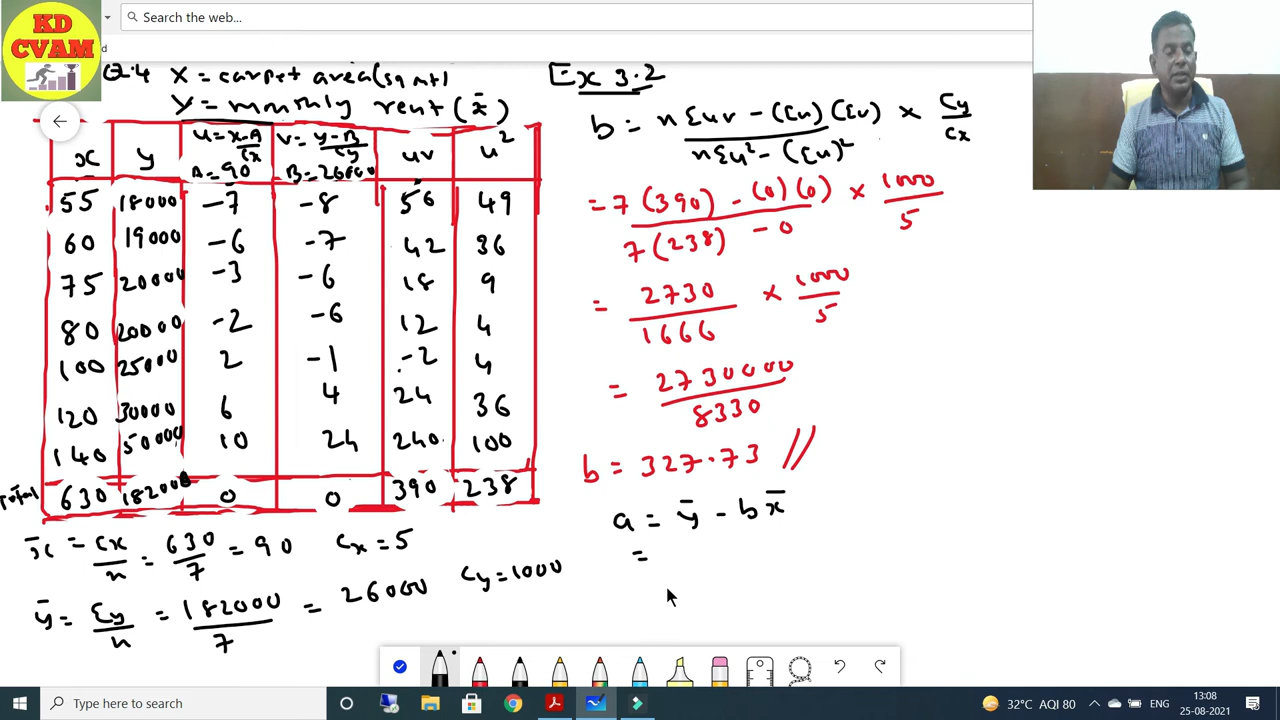 Search the web...
KD
CVAM
Q.4 X = carpet area (sq mt)
Y = monthly rent (₹)
Ex 3.2
x y u = x-A/Cx A=90 v = y-B/Cy B=26000 uv u²
55 18000 -7 -8 56 49
60 19000 -6 -7 42 36
75 20000 -3 -6 18 9
80 20000 -2 -6 12 4
100 25000 2 -1 -2 4
120 30000 6 4 24 36
140 50000 10 24 240 100
Total 630 182000 0 0 390 238
x̄ = Σx/n = 630/7 = 90 Cx = 5
ȳ = Σy/n = 182000/7 = 26000 Cy = 1000
b = nΣuv - (Σu)(Σv) / nΣu² - (Σu)² × Cy/Cx
= 7(390) - (0)(0) / 7(238) - 0 × 1000/5
= 2730/1666 × 1000/5
= 2730000/8330
b = 327.73 //
a = ȳ - bx̄
=
Type here to search
32°C AQI 80
ENG
13:08
25-08-2021